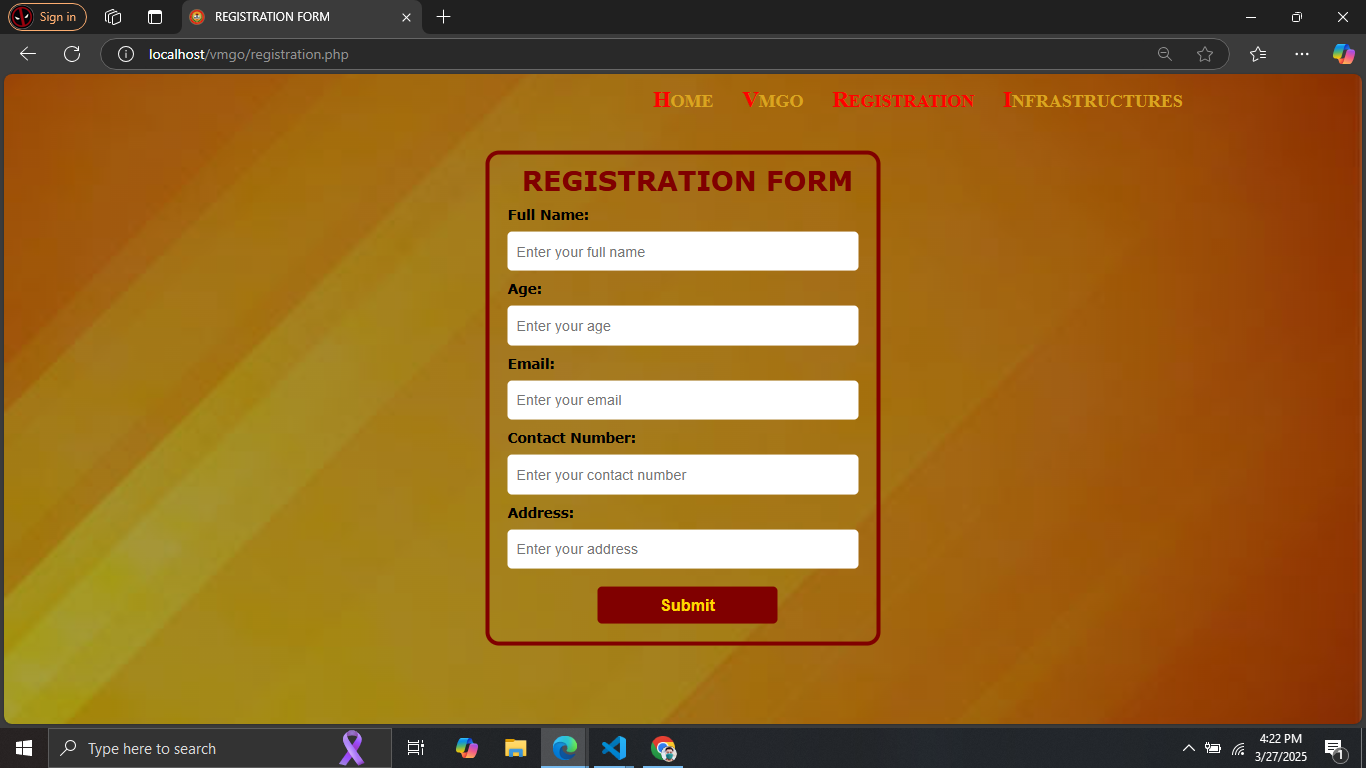 Sign in
REGISTRATION FORM
localhost/vmgo/registration.php
HOME VMGO REGISTRATION INFRASTRUCTURES
REGISTRATION FORM
Full Name:
Enter your full name
Age:
Enter your age
Email:
Enter your email
Contact Number:
Enter your contact number
Address:
Enter your address
Submit
Type here to search
4:22 PM
3/27/2025
1